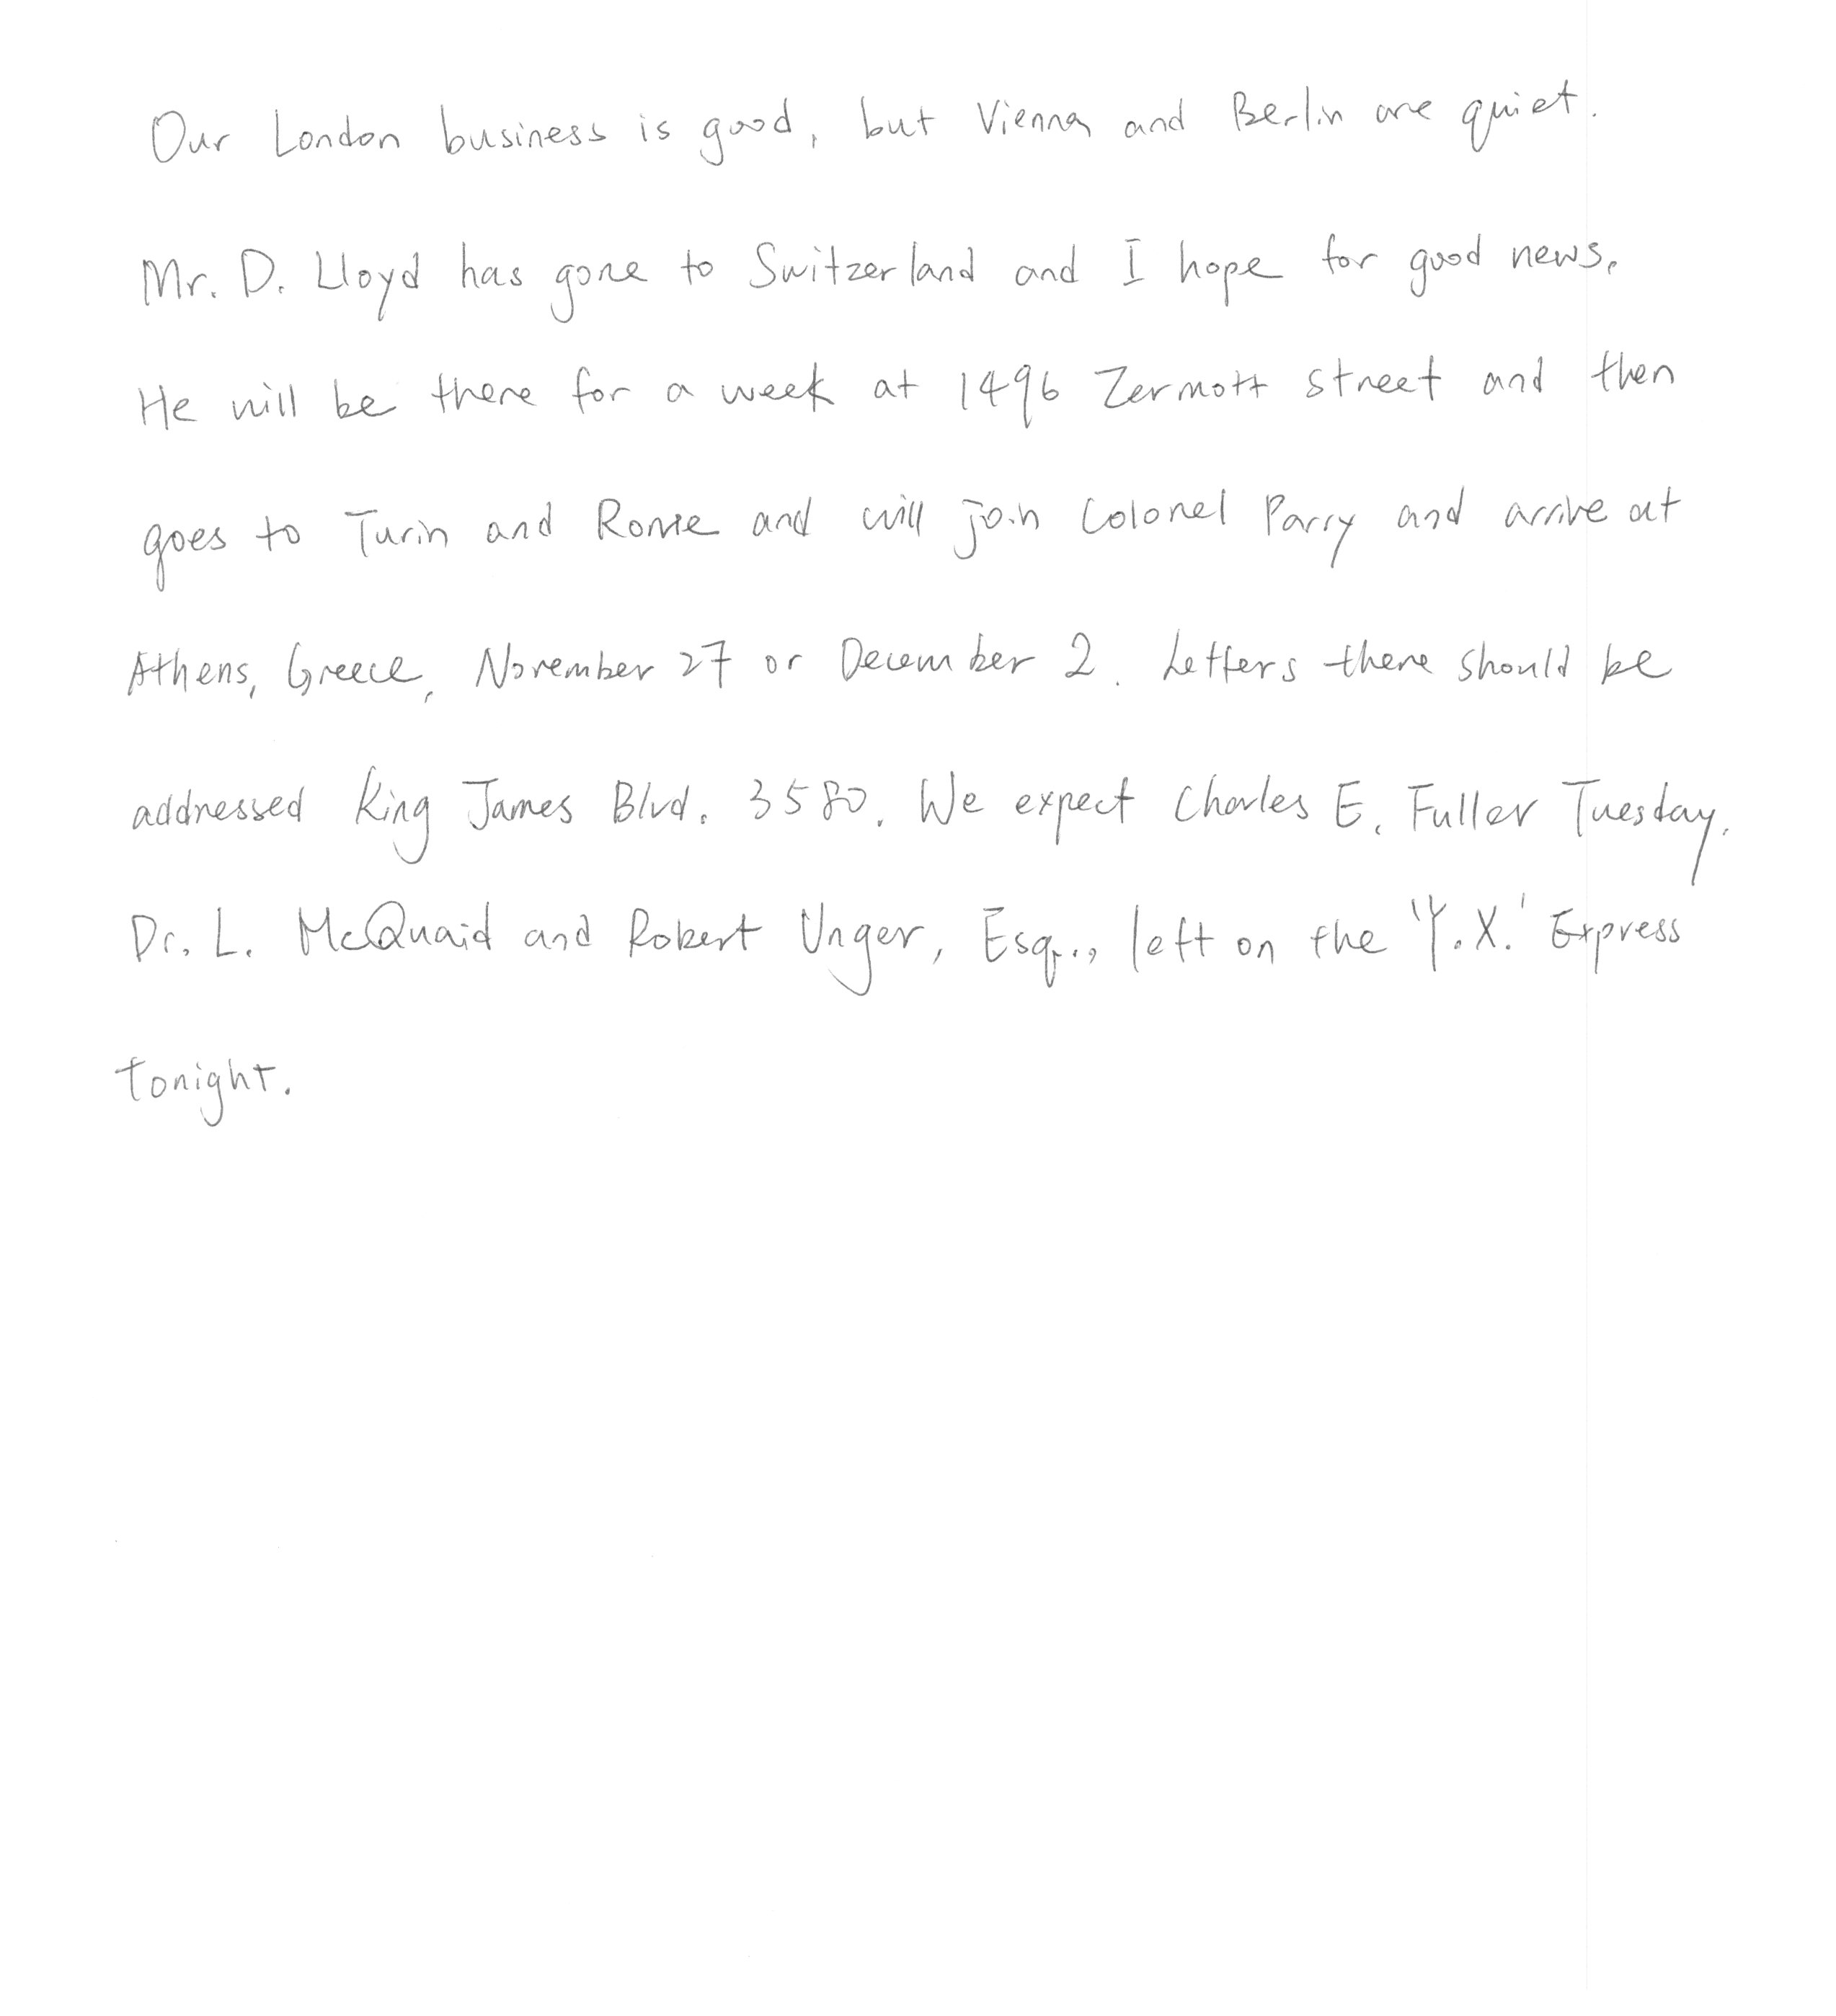 Our London business is good, but Vienna and Berlin are quiet.
Mr. D. Lloyd has gone to Switzerland and I hope for good news.
He will be there for a week at 1496 Zermott street and then
goes to Turin and Rome and will join Colonel Parry and arrive at
Athens, Greece, November 27 or December 2. Letters there should be
addressed King James Blvd. 3580. We expect Charles E. Fuller Tuesday.
Dr. L. McQuaid and Robert Unger, Esq., left on the 'Y.X.' Express
tonight.